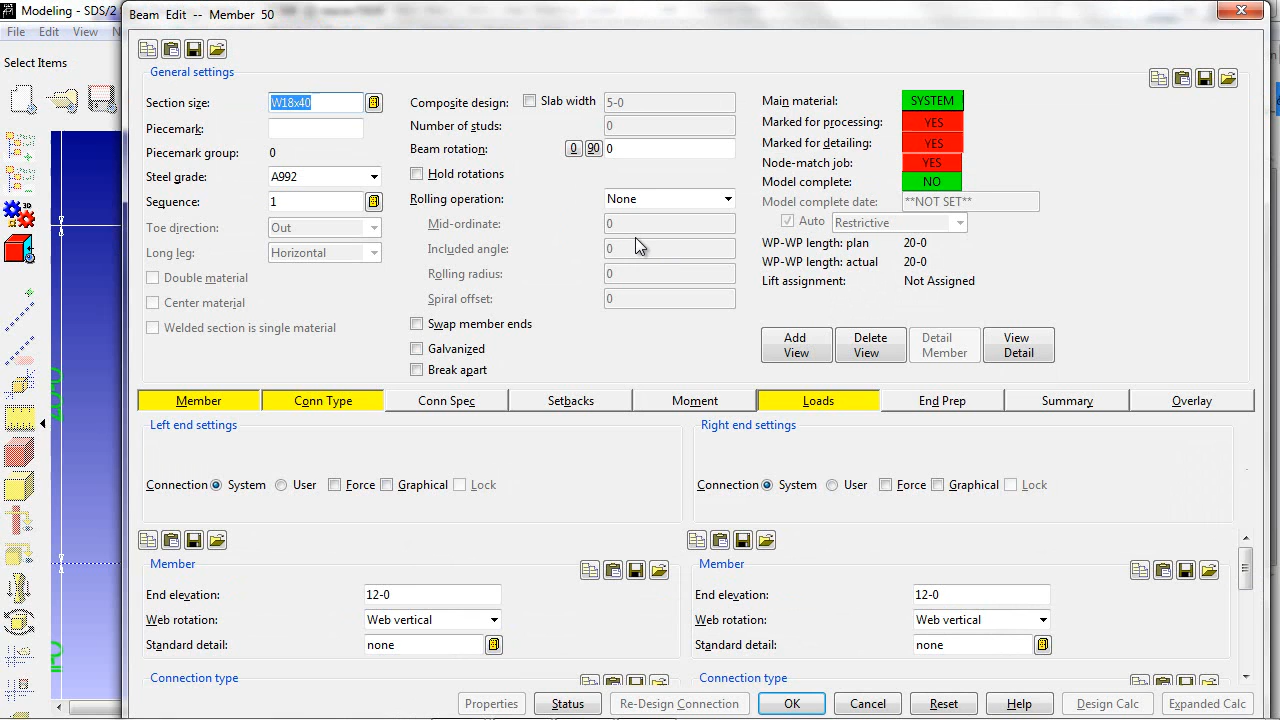 Modeling - SDS/2
Beam Edit -- Member 50
File Edit View
Select Items
General settings
Section size: W18x40
Piecemark:
Piecemark group: 0
Steel grade: A992
Sequence: 1
Toe direction: Out
Long leg: Horizontal
Double material
Center material
Welded section is single material
Composite design: Slab width 5-0
Number of studs: 0
Beam rotation: 0 90 0
Hold rotations
Rolling operation: None
Mid-ordinate: 0
Included angle: 0
Rolling radius: 0
Spiral offset: 0
Swap member ends
Galvanized
Break apart
Main material: SYSTEM
Marked for processing: YES
Marked for detailing: YES
Node-match job: YES
Model complete: NO
Model complete date: **NOT SET**
Auto Restrictive
WP-WP length: plan 20-0
WP-WP length: actual 20-0
Lift assignment: Not Assigned
Add View
Delete View
Detail Member
View Detail
Member Conn Type Conn Spec Setbacks Moment Loads End Prep Summary Overlay
Left end settings
Connection System User Force Graphical Lock
Right end settings
Connection System User Force Graphical Lock
Member
End elevation: 12-0
Web rotation: Web vertical
Standard detail: none
Connection type
Member
End elevation: 12-0
Web rotation: Web vertical
Standard detail: none
Connection type
Properties Status Re-Design Connection OK Cancel Reset Help Design Calc Expanded Calc